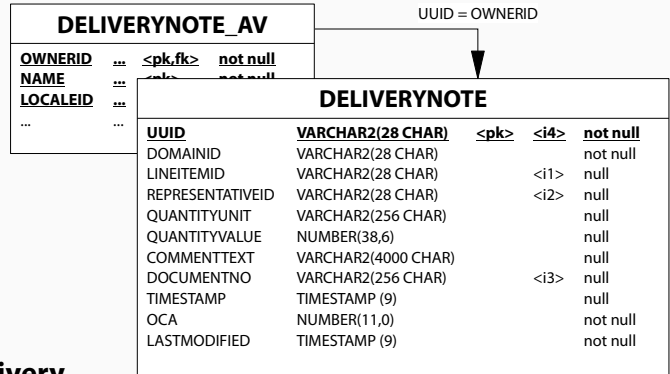 UUID = OWNERID
DELIVERYNOTE_AV
OWNERID ... <pk,fk> not null
NAME ... <pk> not null
LOCALEID ...
... ...
DELIVERYNOTE
UUID VARCHAR2(28 CHAR) <pk> <i4> not null
DOMAINID VARCHAR2(28 CHAR) not null
LINEITEMID VARCHAR2(28 CHAR) <i1> null
REPRESENTATIVEID VARCHAR2(28 CHAR) <i2> null
QUANTITYUNIT VARCHAR2(256 CHAR) null
QUANTITYVALUE NUMBER(38,6) null
COMMENTTEXT VARCHAR2(4000 CHAR) null
DOCUMENTNO VARCHAR2(256 CHAR) <i3> null
TIMESTAMP TIMESTAMP (9) null
OCA NUMBER(11,0) not null
LASTMODIFIED TIMESTAMP (9) not null